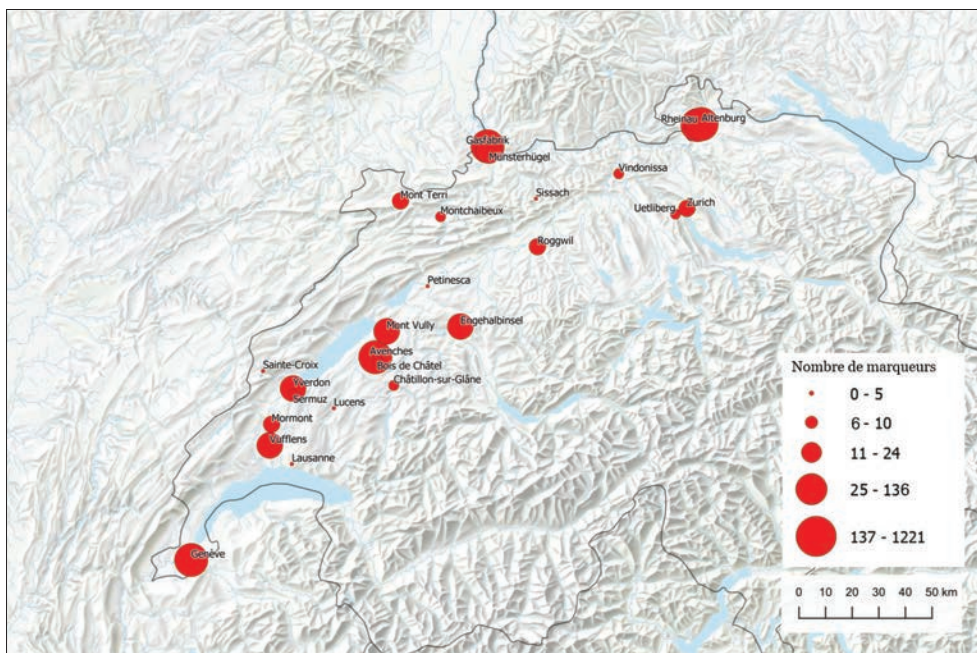 Rheinau Altenburg
Gasfabrik
Münsterhügel
Vindonissa
Mont Terri
Sissach
Montchaibeux
Uetliberg
Zurich
Roggwil
Petinesca
Mont Vully
Engehalbinsel
Avenches
Bois de Châtel
Sainte-Croix
Châtillon-sur-Glâne
Yverdon
Sermuz
Lucens
Mormont
Vufflens
Lausanne
Genève
Nombre de marqueurs
0 - 5
6 - 10
11 - 24
25 - 136
137 - 1221
0 10 20 30 40 50 km